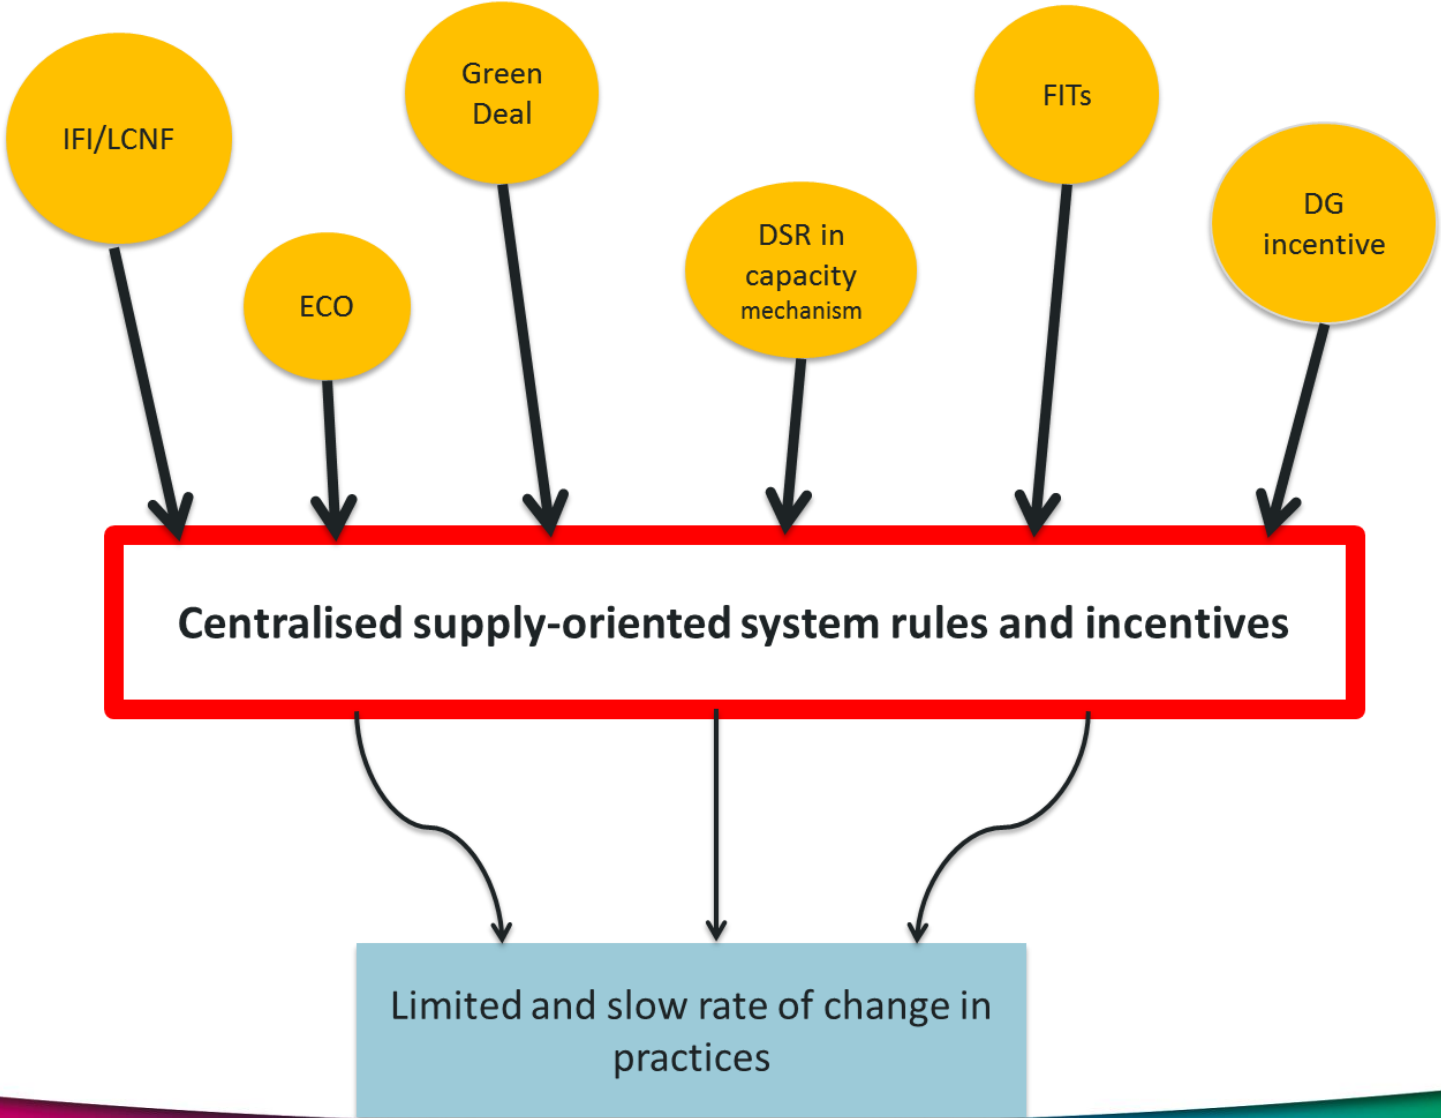 IFI/LCNF
ECO
Green
Deal
DSR in
capacity
mechanism
FITs
DG
incentive
Centralised supply-oriented system rules and incentives
Limited and slow rate of change in
practices